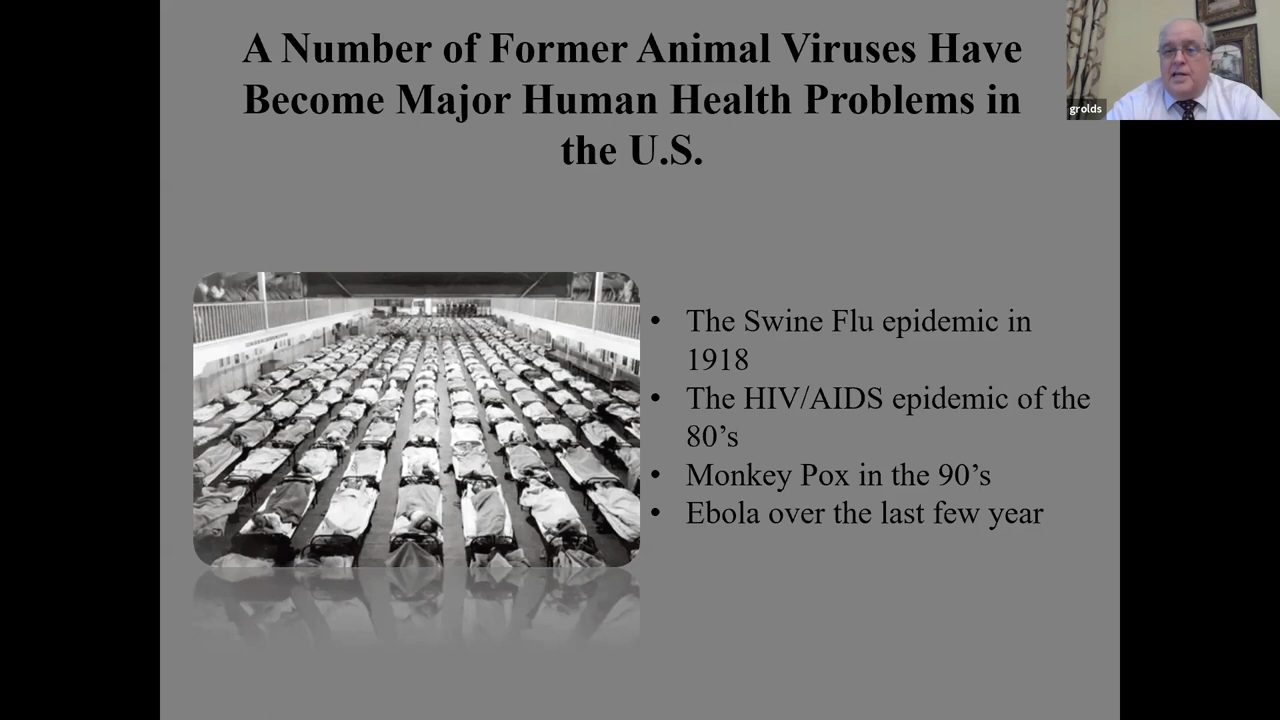 A Number of Former Animal Viruses Have
Become Major Human Health Problems in
the U.S.
grolds
• The Swine Flu epidemic in
1918
• The HIV/AIDS epidemic of the
80’s
• Monkey Pox in the 90’s
• Ebola over the last few year